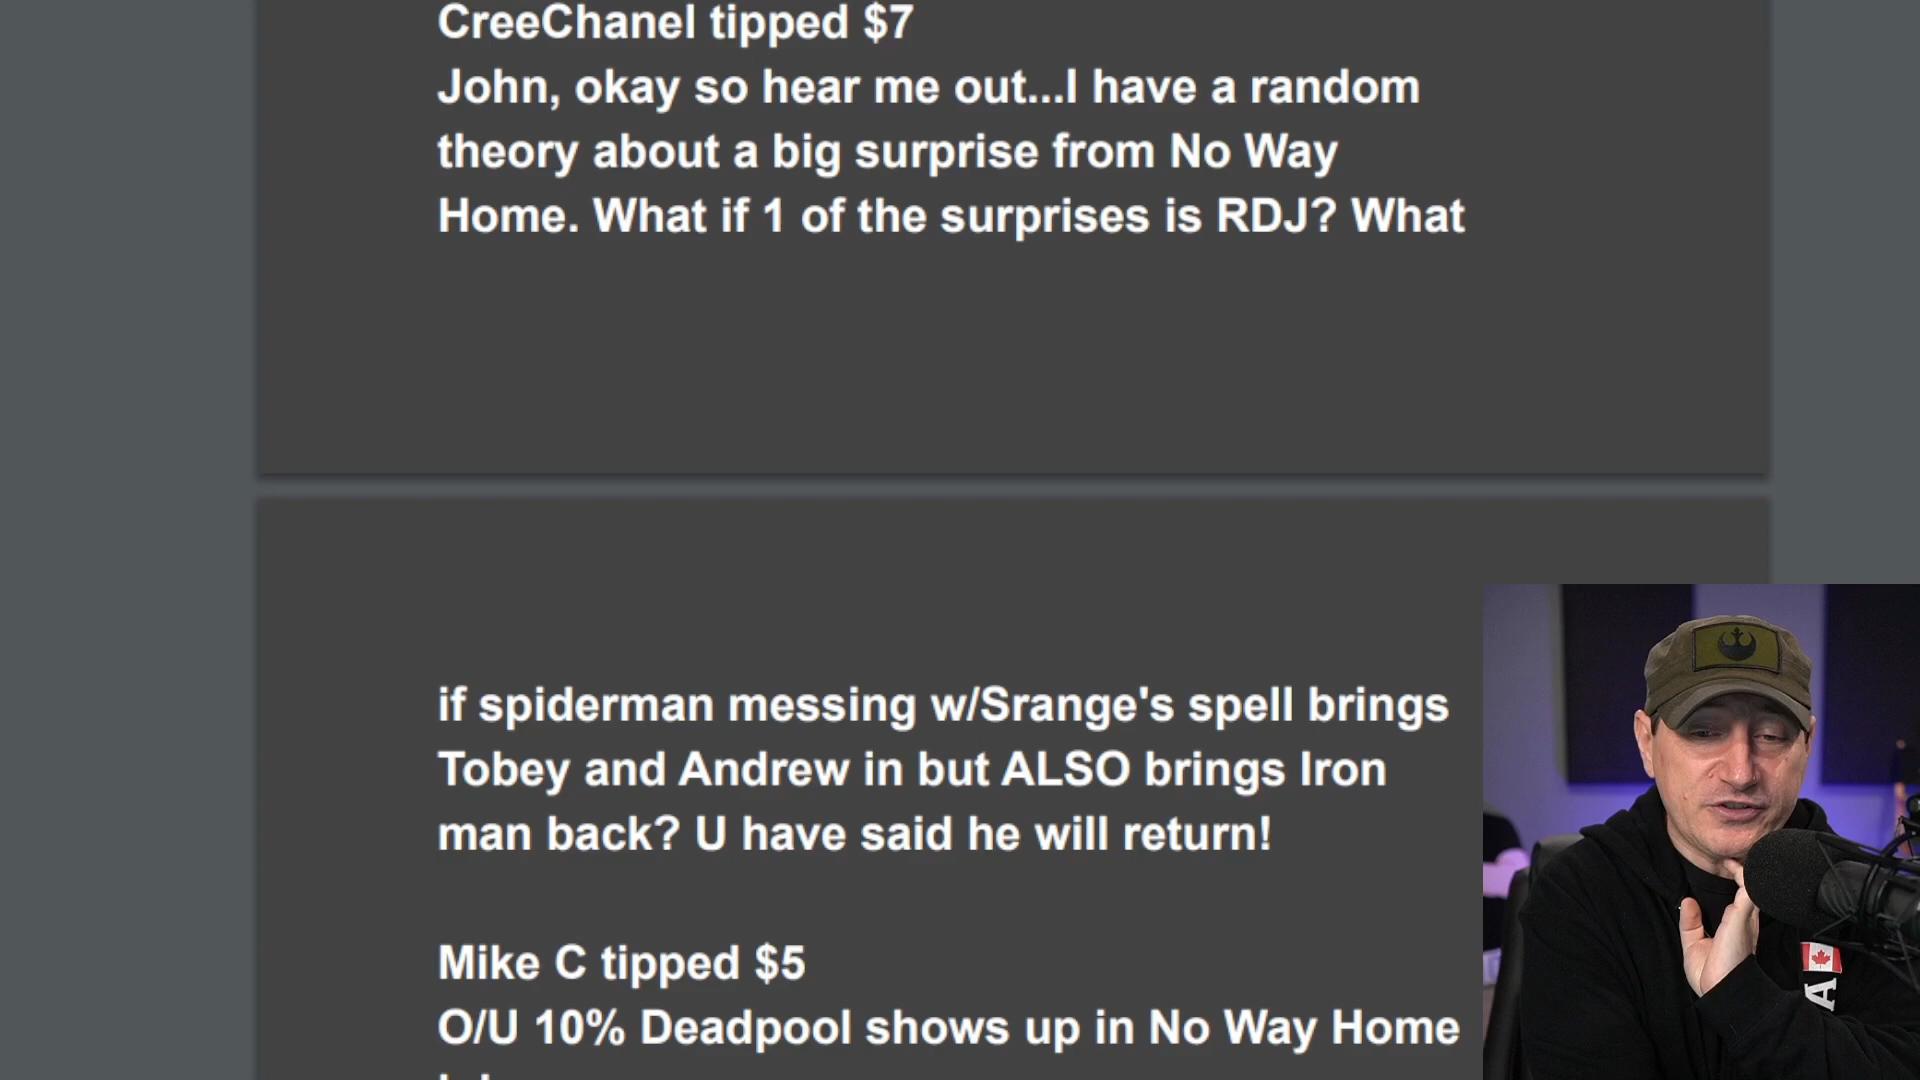 CreeChanel tipped $7
John, okay so hear me out...I have a random
theory about a big surprise from No Way
Home. What if 1 of the surprises is RDJ? What
if spiderman messing w/Srange's spell brings
Tobey and Andrew in but ALSO brings Iron
man back? U have said he will return!
Mike C tipped $5
O/U 10% Deadpool shows up in No Way Home
A